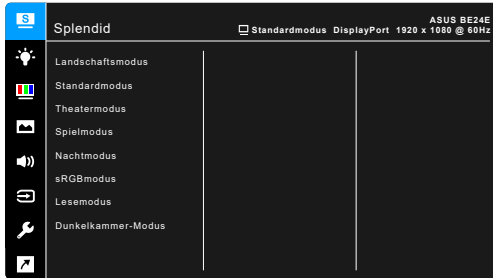 S
Splendid
ASUS BE24E
Standardmodus DisplayPort 1920 x 1080 @ 60Hz
Landschaftsmodus
Standardmodus
Theatermodus
Spielmodus
Nachtmodus
sRGBmodus
Lesemodus
Dunkelkammer-Modus